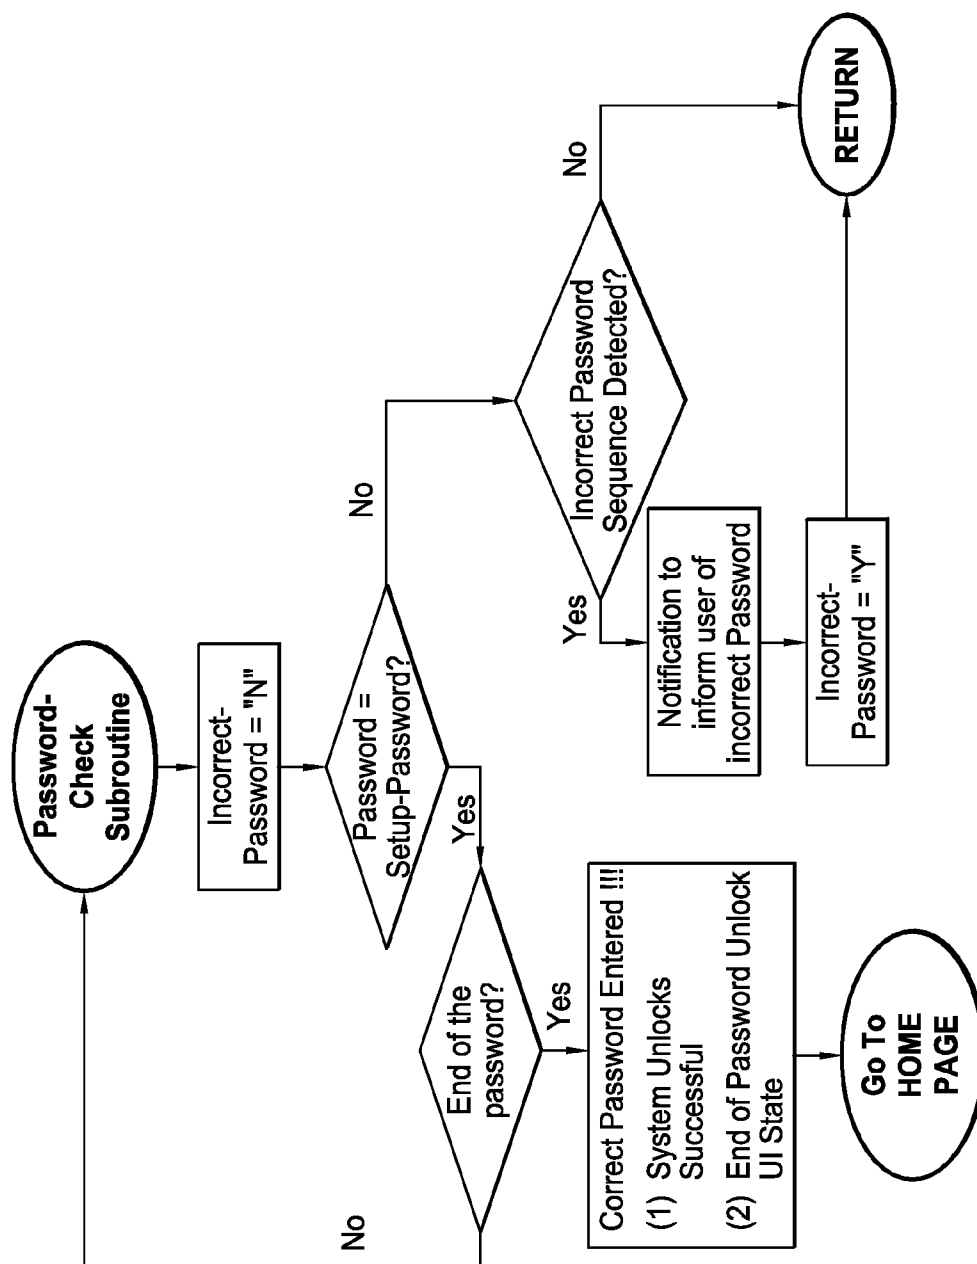 Password-
Check
Subroutine
Incorrect-
Password = "N"
Password =
Setup-Password?
No
Yes
End of the
password?
No
Yes
Correct Password Entered !!!
(1) System Unlocks
Successful
(2) End of Password Unlock
UI State
Go To
HOME
PAGE
Incorrect Password
Sequence Detected?
No
Yes
Notification to
inform user of
incorrect Password
Incorrect-
Password = "Y"
RETURN